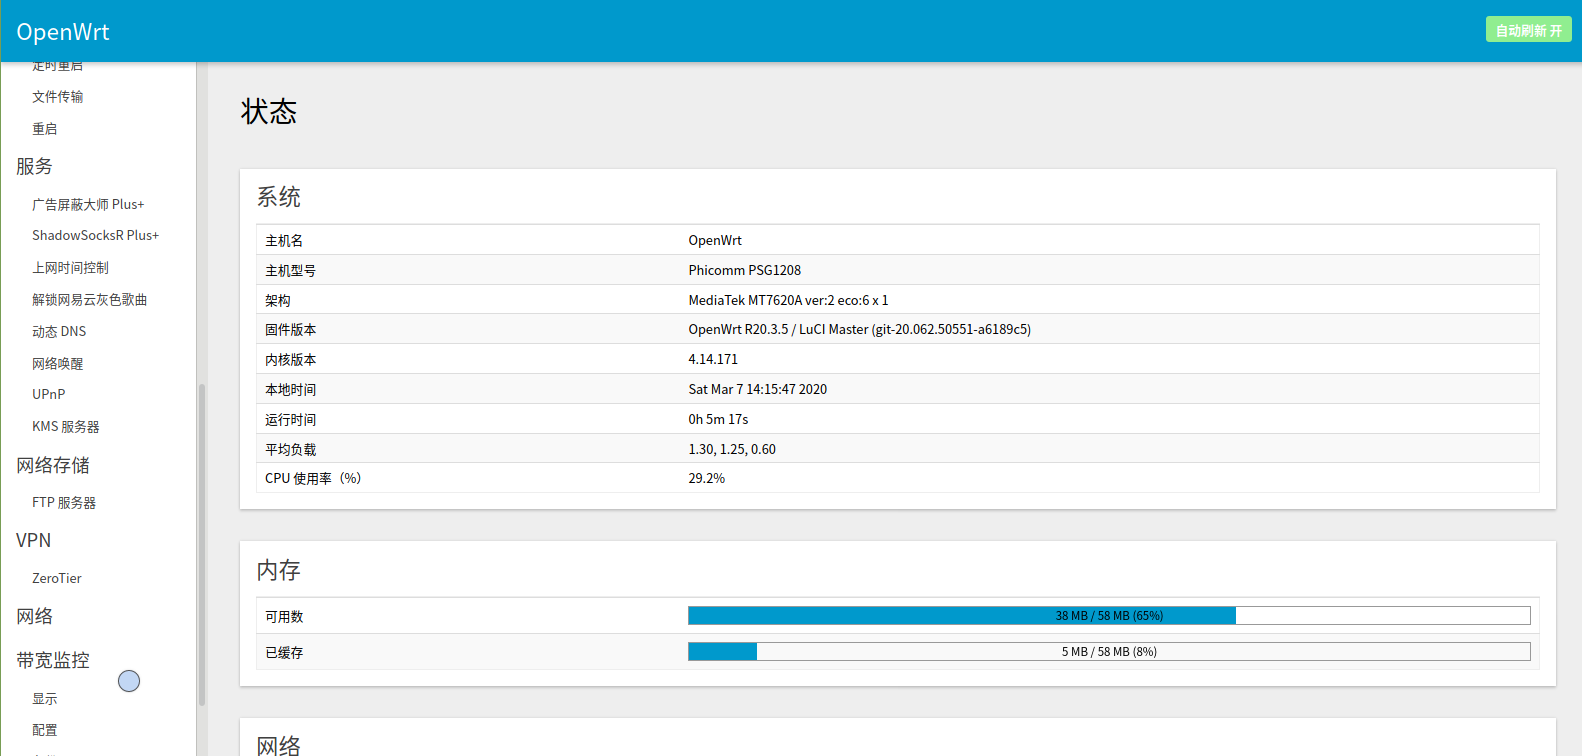 OpenWrt
自动刷新 开
定时重启
文件传输
重启
服务
广告屏蔽大师 Plus+
ShadowSocksR Plus+
上网时间控制
解锁网易云灰色歌曲
动态 DNS
网络唤醒
UPnP
KMS 服务器
网络存储
FTP 服务器
VPN
ZeroTier
网络
带宽监控
显示
配置
状态
系统
主机名 OpenWrt
主机型号 Phicomm PSG1208
架构 MediaTek MT7620A ver:2 eco:6 x 1
固件版本 OpenWrt R20.3.5 / LuCI Master (git-20.062.50551-a6189c5)
内核版本 4.14.171
本地时间 Sat Mar 7 14:15:47 2020
运行时间 0h 5m 17s
平均负载 1.30, 1.25, 0.60
CPU 使用率（%） 29.2%
内存
可用数 38 MB / 58 MB (65%)
已缓存 5 MB / 58 MB (8%)
网络